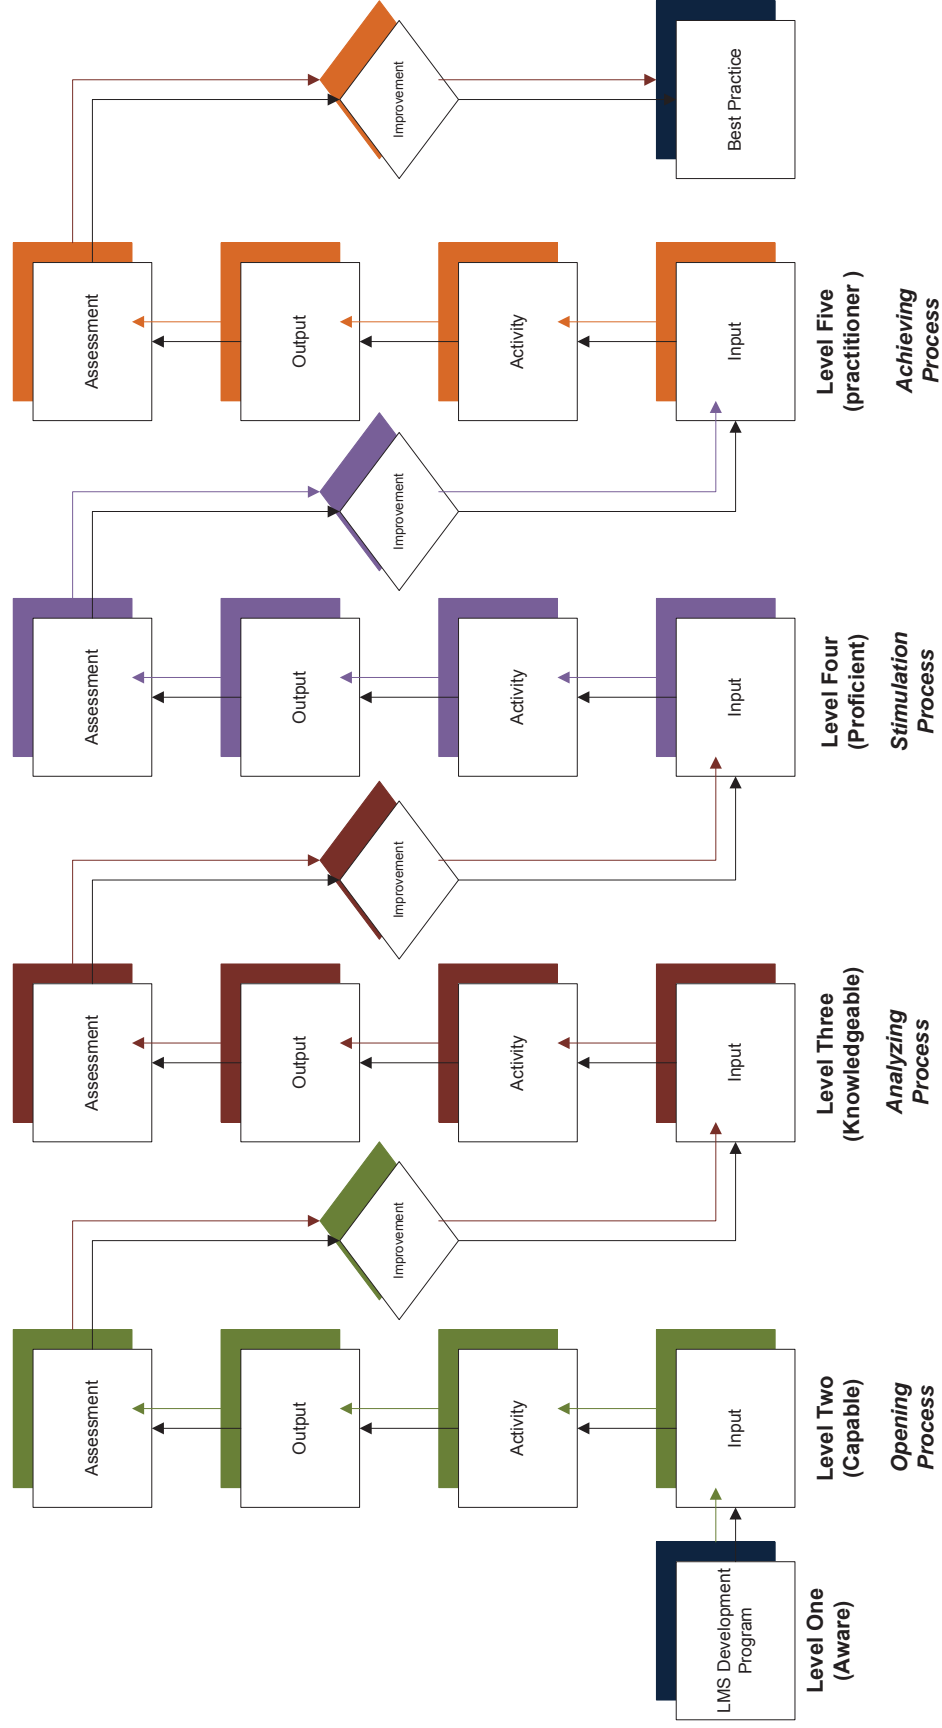 Assessment
Output
Activity
Input
LMS Development
Program
Level One
(Aware)
Level Two
(Capable)
Opening
Process
Improvement
Assessment
Output
Activity
Input
Level Three
(Knowledgeable)
Analyzing
Process
Improvement
Assessment
Output
Activity
Input
Level Four
(Proficient)
Stimulation
Process
Improvement
Assessment
Output
Activity
Input
Level Five
(practitioner )
Achieving
Process
Improvement
Best Practice